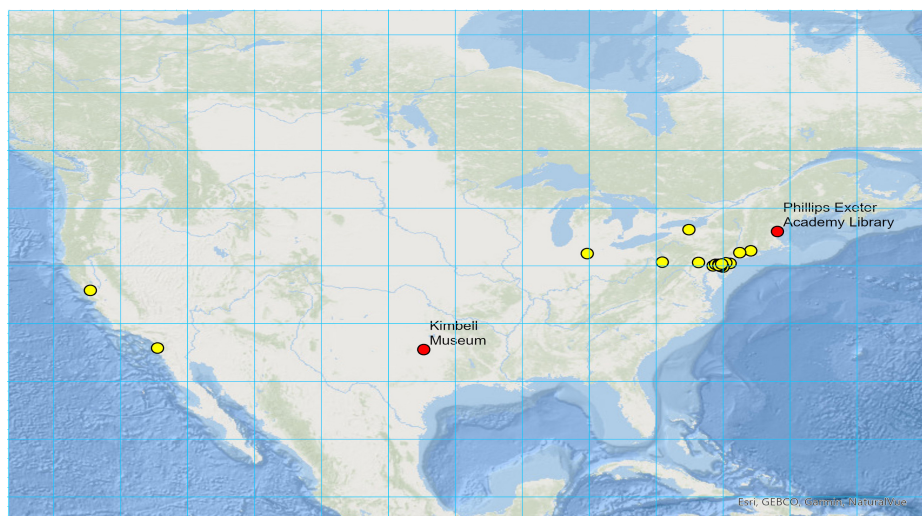 Phillips Exeter
Academy Library
Kimbell
Museum
Esri, GEBCO, Garmin, NaturalVue